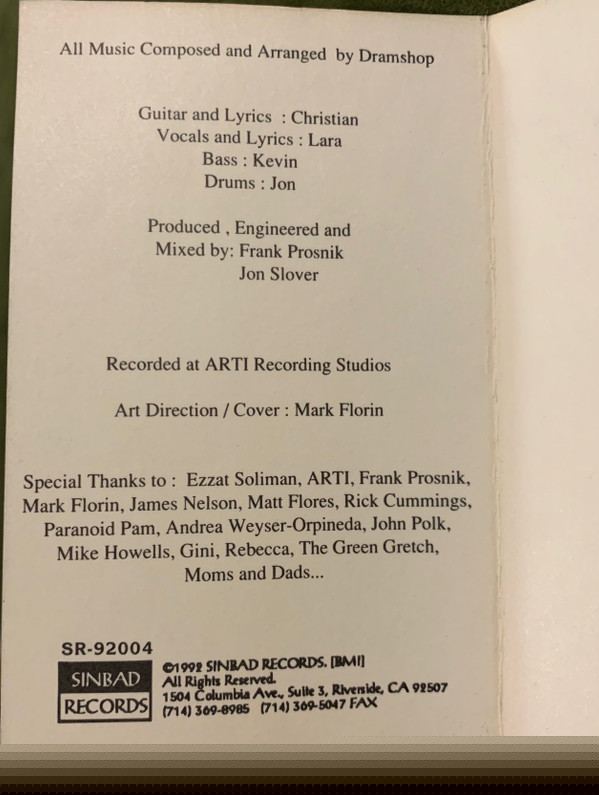 All Music Composed and Arranged by Dramshop
Guitar and Lyrics : Christian
Vocals and Lyrics : Lara
Bass : Kevin
Drums : Jon
Produced , Engineered and
Mixed by: Frank Prosnik
Jon Slover
Recorded at ARTI Recording Studios
Art Direction / Cover : Mark Florin
Special Thanks to : Ezzat Soliman, ARTI, Frank Prosnik,
Mark Florin, James Nelson, Matt Flores, Rick Cummings,
Paranoid Pam, Andrea Weyser-Orpineda, John Polk,
Mike Howells, Gini, Rebecca, The Green Gretch,
Moms and Dads...
SR-92004
SINBAD
RECORDS
©1992 SINBAD RECORDS. [BMI]
All Rights Reserved.
1504 Columbia Ave., Suite 3, Riverside, CA 92507
(714) 369-8985 (714) 369-5047 FAX